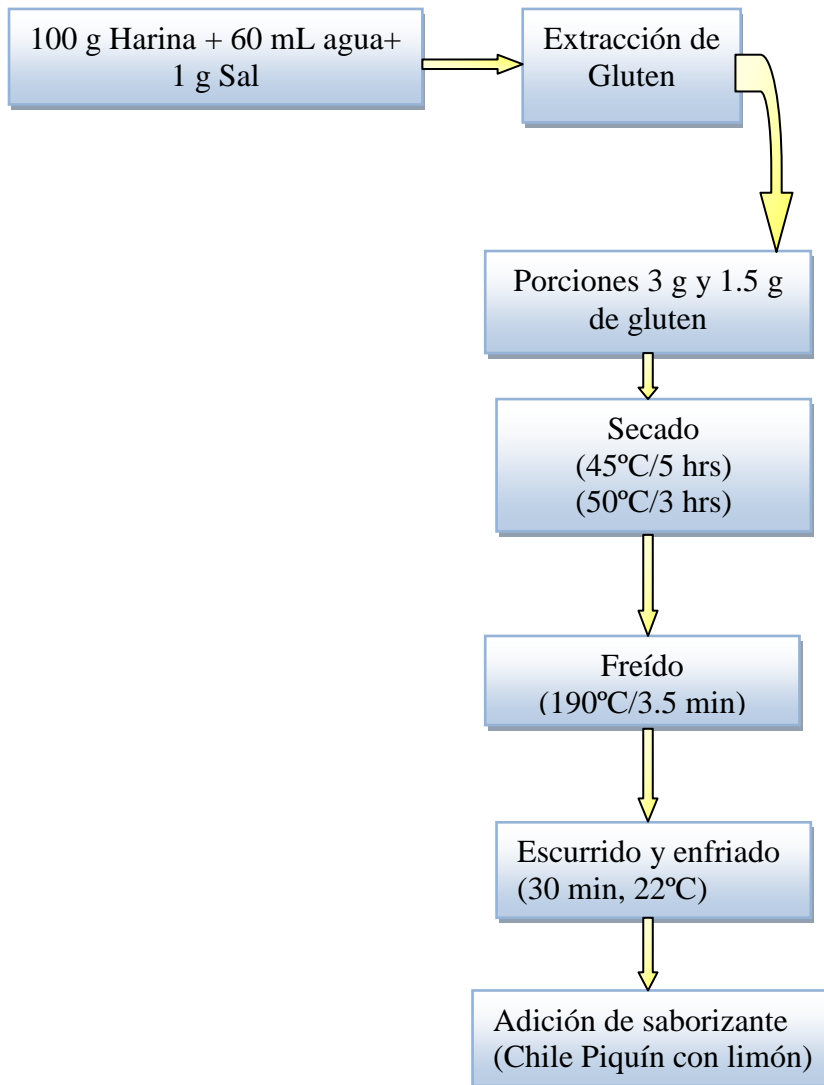 100 g Harina + 60 mL agua+
1 g Sal
Extracción de
Gluten
Porciones 3 g y 1.5 g
de gluten
Secado
(45ºC/5 hrs)
(50ºC/3 hrs)
Freído
(190ºC/3.5 min)
Escurrido y enfriado
(30 min, 22ºC)
Adición de saborizante
(Chile Piquín con limón)